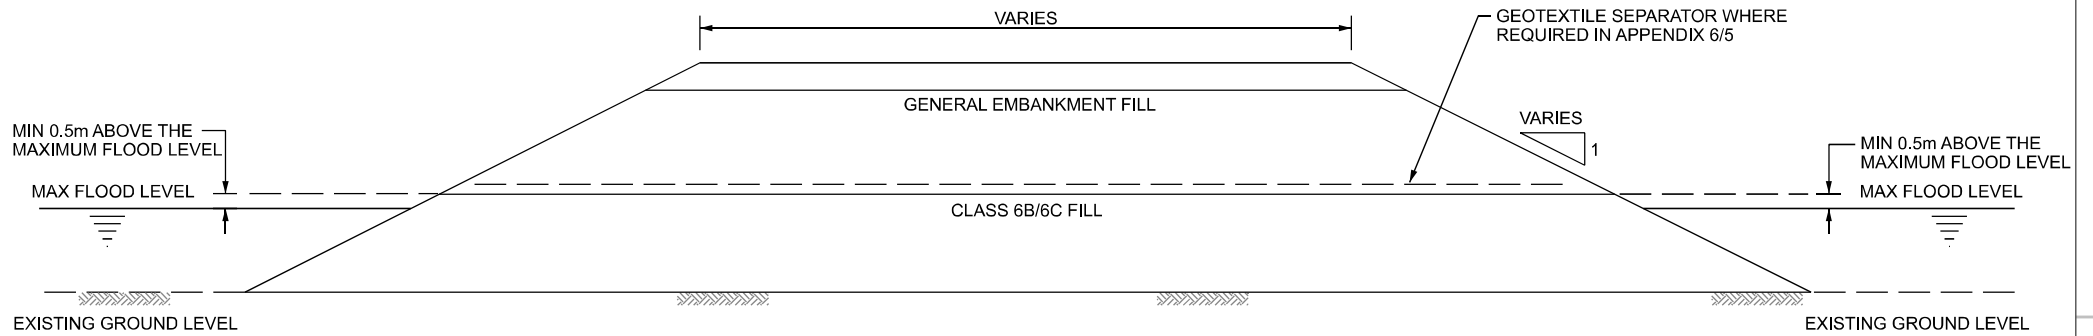 VARIES
GEOTEXTILE SEPARATOR WHERE
REQUIRED IN APPENDIX 6/5
GENERAL EMBANKMENT FILL
VARIES
1
MIN 0.5m ABOVE THE
MAXIMUM FLOOD LEVEL
MIN 0.5m ABOVE THE
MAXIMUM FLOOD LEVEL
MAX FLOOD LEVEL
MAX FLOOD LEVEL
CLASS 6B/6C FILL
EXISTING GROUND LEVEL
EXISTING GROUND LEVEL